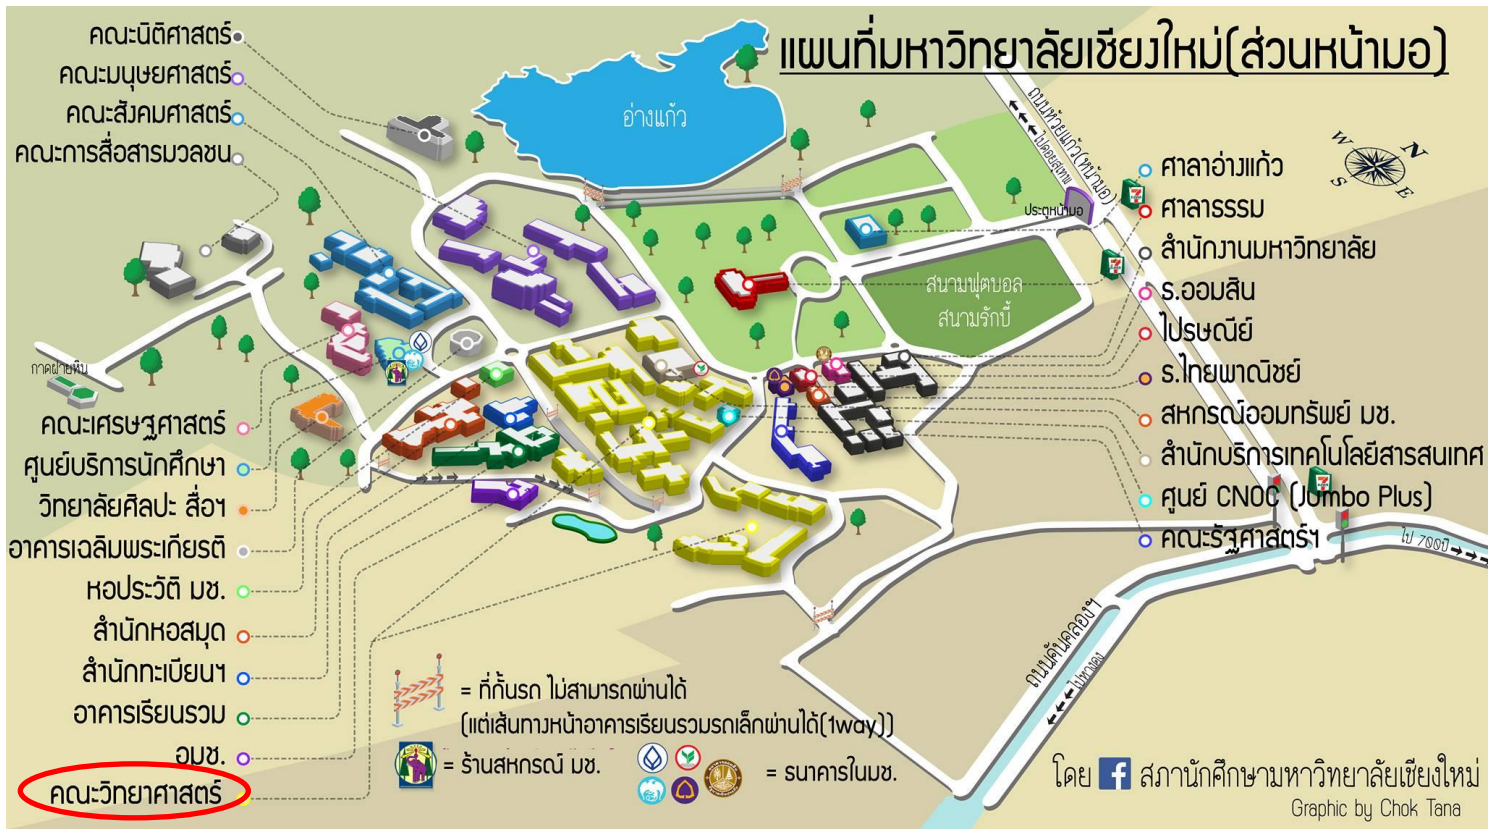 แผนที่มหาวิทยาลัยเชียงใหม่(ส่วนหน้ามอ)
คณะนิติศาสตร์
คณะมนุษยศาสตร์
คณะสังคมศาสตร์
คณะการสื่อสารมวลชน
อ่างแก้ว
ถนนห้วยแก้ว(หน้ามอ)
ไปดอยสุเทพ
ประตูหน้ามอ
N
E
S
W
สนามฟุตบอล
สนามรักบี้
ศาลาอ่างแก้ว
ศาลาธรรม
สำนักงานมหาวิทยาลัย
ธ.ออมสิน
ไปรษณีย์
ธ.ไทยพาณิชย์
สหกรณ์ออมทรัพย์ มช.
สำนักบริการเทคโนโลยีสารสนเทศ
ศูนย์ CNOC (Jumbo Plus)
คณะรัฐศาสตร์ฯ
กาดฝายหิน
คณะเศรษฐศาสตร์
ศูนย์บริการนักศึกษา
วิทยาลัยศิลปะ สื่อฯ
อาคารเฉลิมพระเกียรติ
หอประวัติ มช.
สำนักหอสมุด
สำนักทะเบียนฯ
อาคารเรียนรวม
อมช.
คณะวิทยาศาสตร์
ไป 700ปี
ถนนคันคลองฯ
ไปหางดง
= ที่กั้นรถ ไม่สามารถผ่านได้
(แต่เส้นทางหน้าอาคารเรียนรวมรถเล็กผ่านได้(1way))
= ร้านสหกรณ์ มช.
= ธนาคารในมช.
โดย f สภานักศึกษามหาวิทยาลัยเชียงใหม่
Graphic by Chok Tana